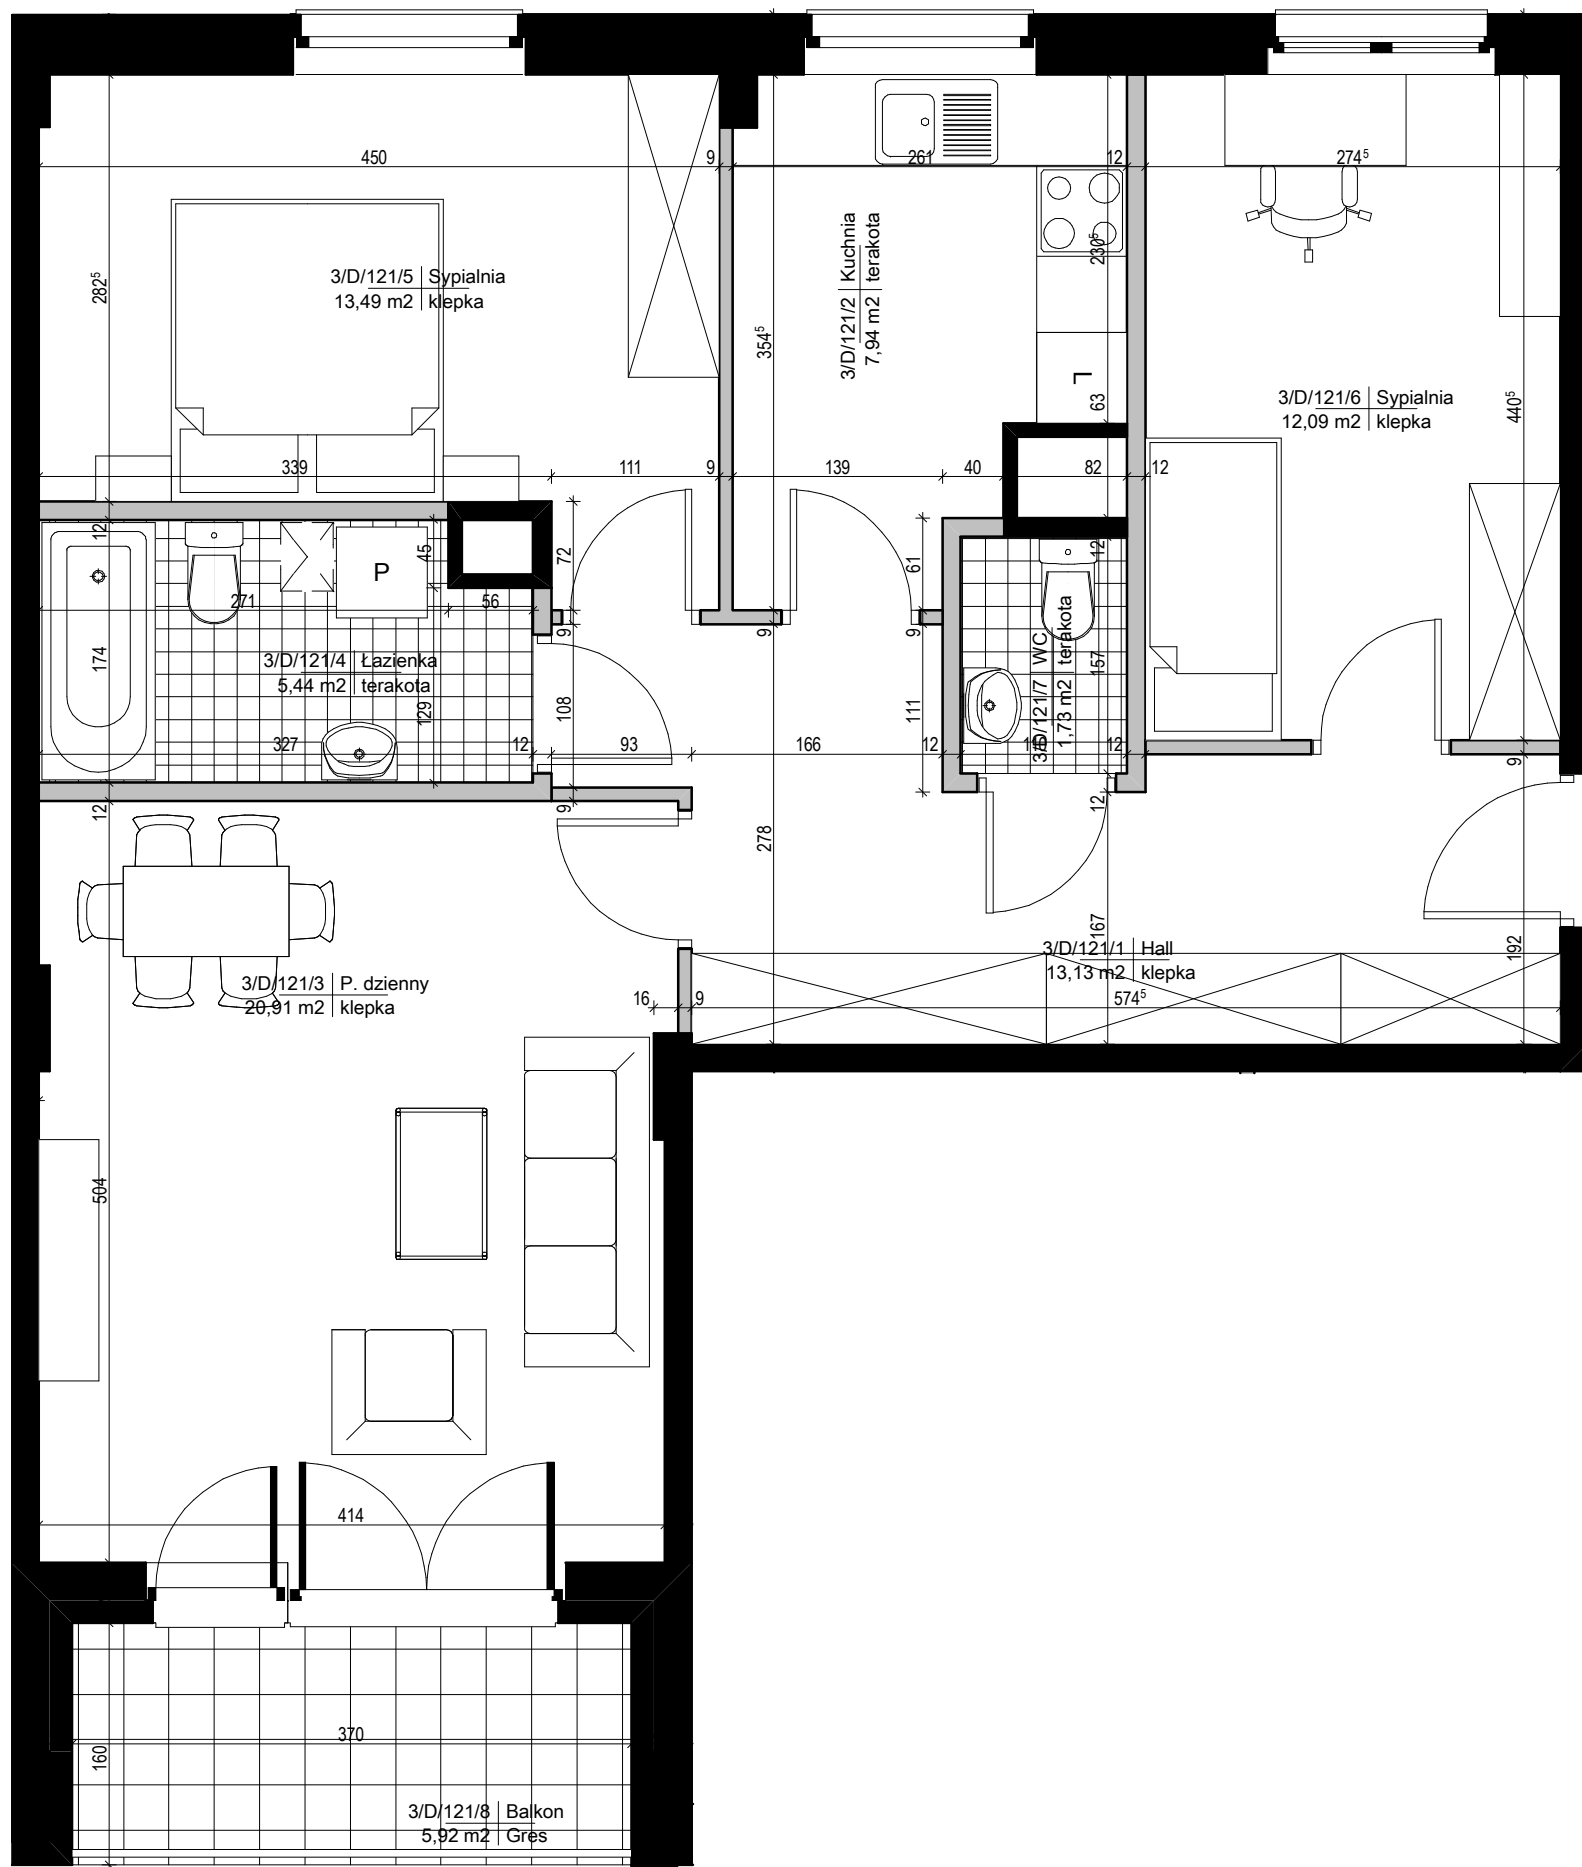 450
9
261
12
274⁵
282⁵
3/D/121/5 Sypialnia
13,49 m2 klepka
3/D/121/2 Kuchnia
7,94 m2 terakota
230⁵
354⁵
L
63
3/D/121/6 Sypialnia
12,09 m2 klepka
440⁵
339
111
9
139
40
82
12
12
45
72
P
61
12
271
56
9
9
9
174
3/D/121/4 Łazienka
5,44 m2 terakota
129
108
111
3/D/121/7 WC
1,73 m2 terakota
157
327
12
93
166
12
12
9
12
9
12
278
167
192
3/D/121/1 Hall
13,13 m2 klepka
3/D/121/3 P. dzienny
20,91 m2 klepka
16
9
574⁵
504
414
370
160
3/D/121/8 Balkon
5,92 m2 Gres